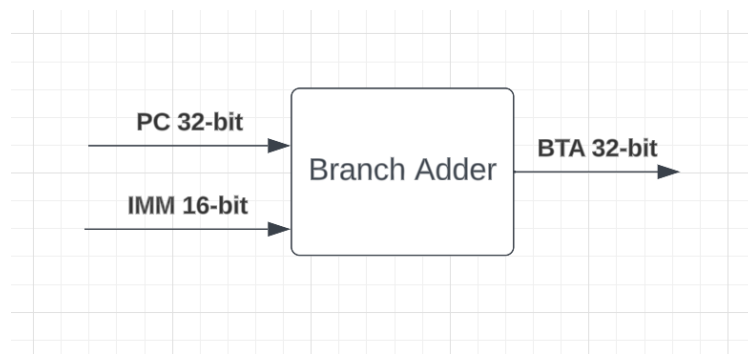 PC 32-bit
IMM 16-bit
Branch Adder
BTA 32-bit